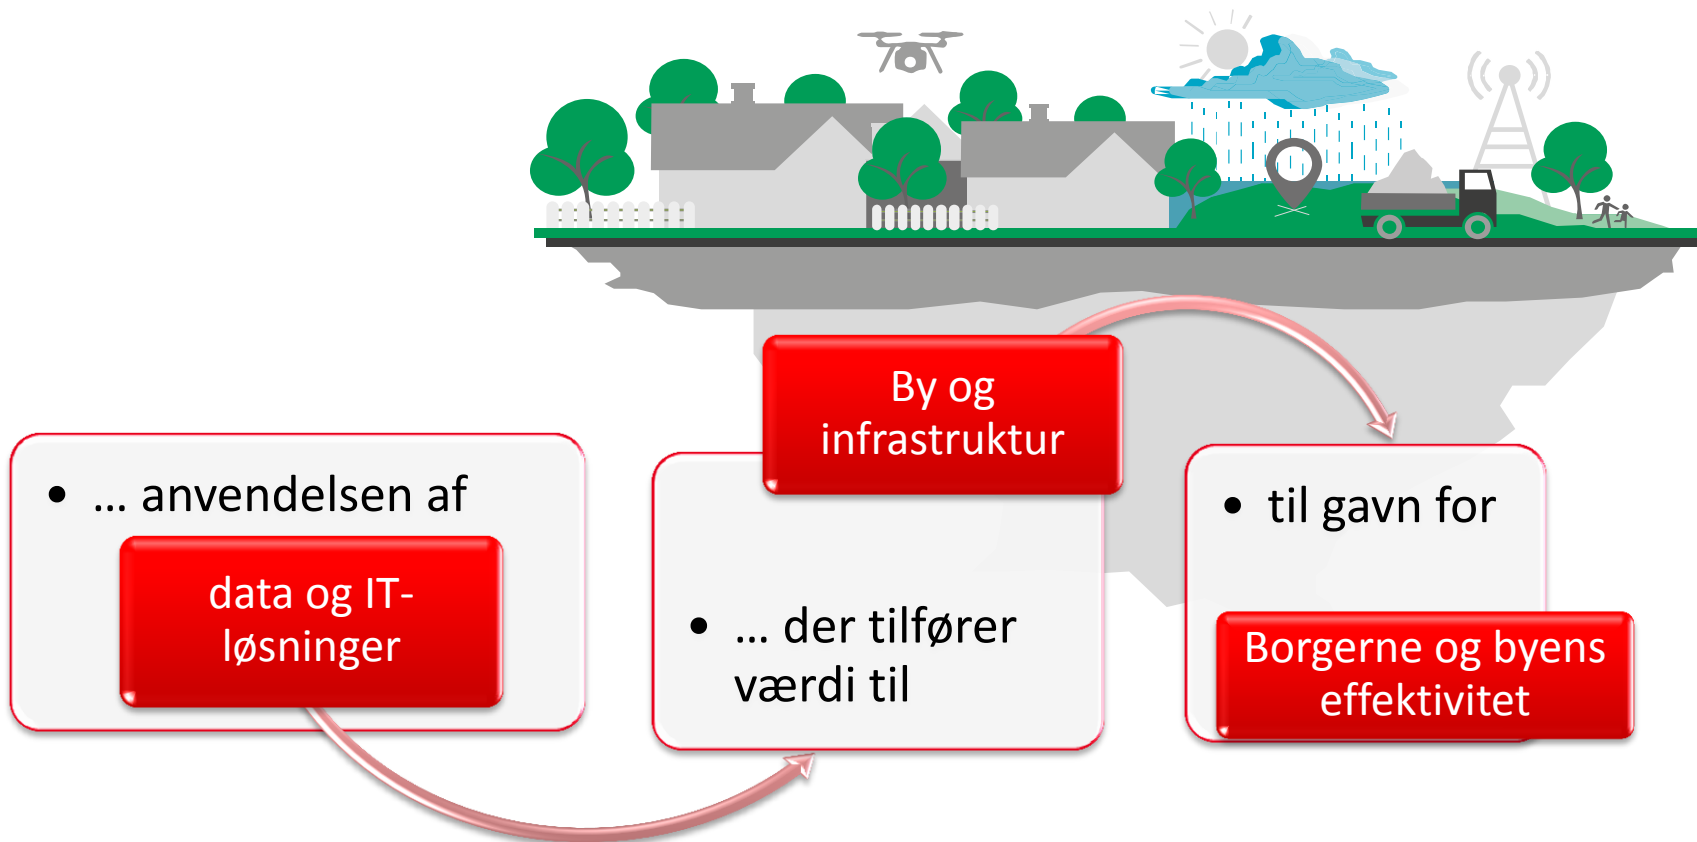 • ... anvendelsen af
data og IT-
løsninger
By og
infrastruktur
• ... der tilfører
værdi til
• til gavn for
Borgerne og byens
effektivitet